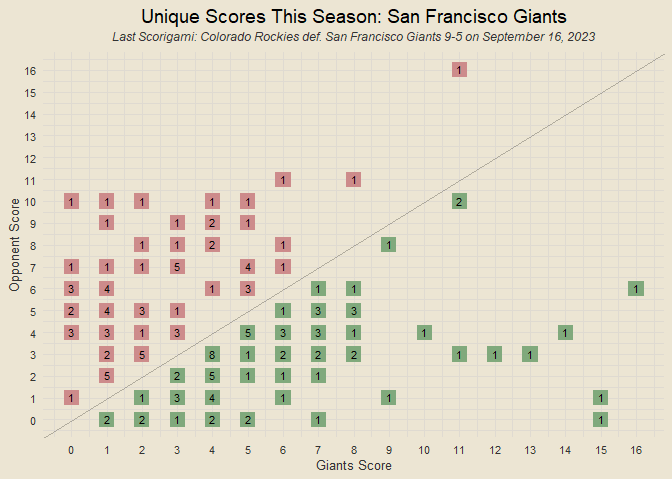 Unique Scores This Season: San Francisco Giants
Last Scorigami: Colorado Rockies def. San Francisco Giants 9-5 on September 16, 2023
16 1
15
14
13
12
11 1 1
10 1 1 1 1 1 2
9 1 1 2 1
8 1 1 2 1 1
7 1 1 1 5 4 1
6 3 4 1 3 1 1 1
5 2 4 3 1 1 3 3
4 3 3 1 3 5 3 3 1 1 1
3 2 5 8 1 2 2 2 1 1 1
2 5 2 5 1 1 1
1 1 1 3 4 1 1 1
0 2 2 1 2 2 1 1
0 1 2 3 4 5 6 7 8 9 10 11 12 13 14 15 16
Giants Score
Opponent Score